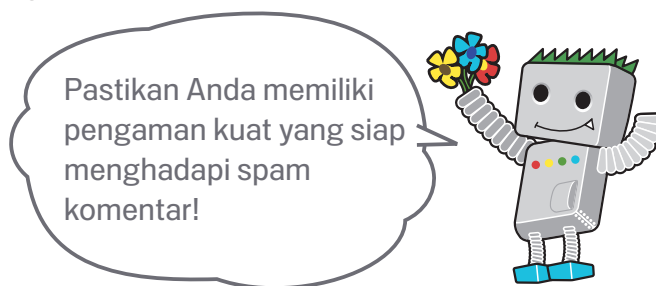 Pastikan Anda memiliki
pengaman kuat yang siap
menghadapi spam
komentar!